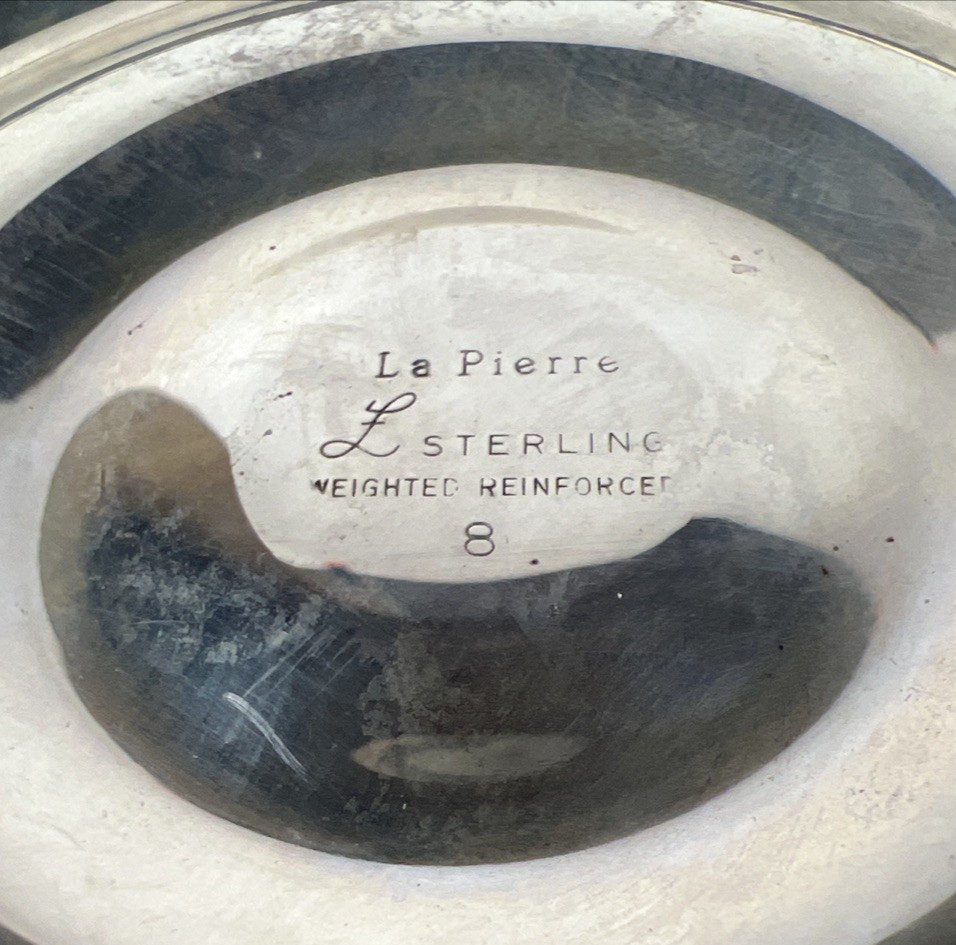 La Pierre
Ł STERLING
WEIGHTED REINFORCED
8